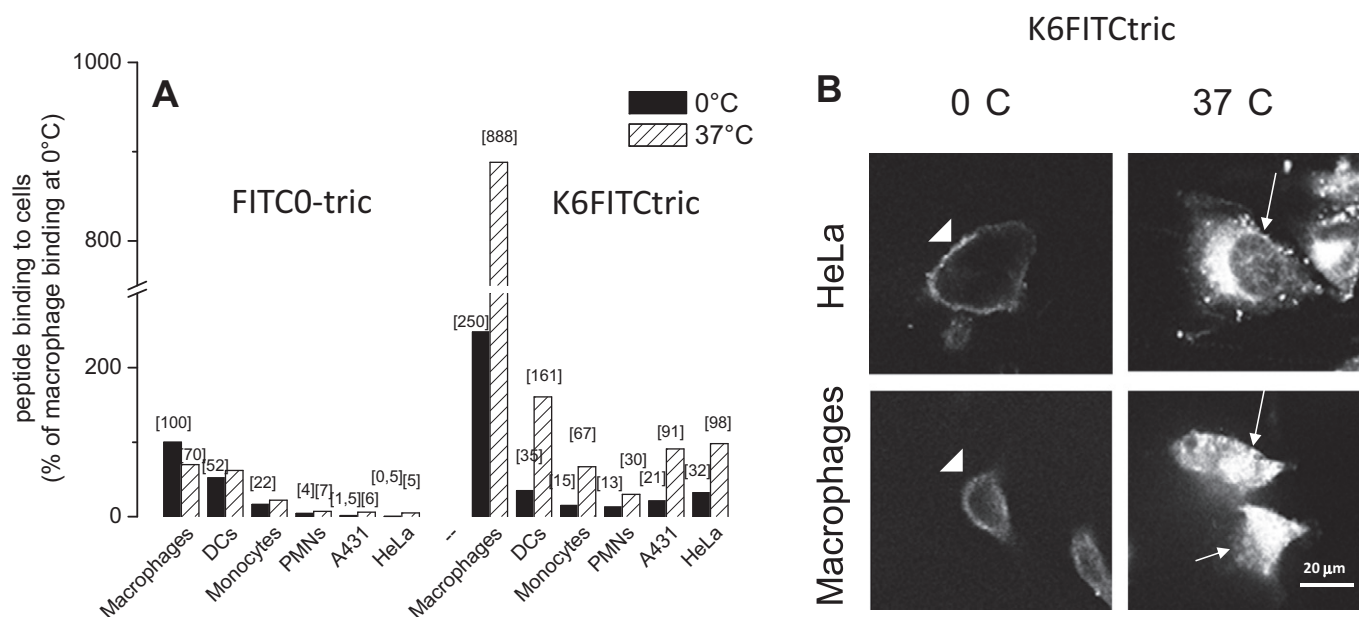 K6FITCtric
A
B
0°C
37°C
0 C
37 C
FITC0-tric
K6FITCtric
peptide binding to cells
(% of macrophage binding at 0°C)
1000
800
200
0
[100]
[70]
[52]
[22]
[4]
[7]
[1,5]
[6]
[0,5]
[5]
[250]
[888]
[35]
[161]
[15]
[67]
[13]
[30]
[21]
[91]
[32]
[98]
Macrophages
DCs
Monocytes
PMNs
A431
HeLa
--
Macrophages
DCs
Monocytes
PMNs
A431
HeLa
HeLa
Macrophages
20 µm